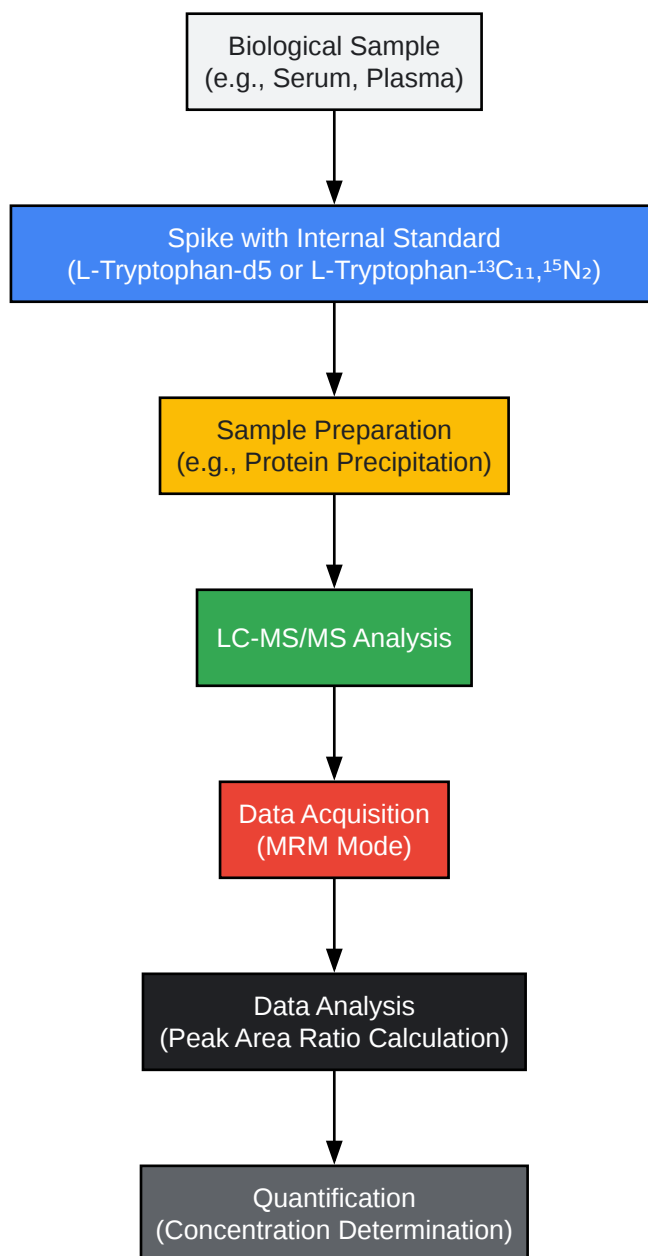 Biological Sample
(e.g., Serum, Plasma)
Spike with Internal Standard
(L-Tryptophan-d5 or L-Tryptophan-¹³C₁₁,¹⁵N₂)
Sample Preparation
(e.g., Protein Precipitation)
LC-MS/MS Analysis
Data Acquisition
(MRM Mode)
Data Analysis
(Peak Area Ratio Calculation)
Quantification
(Concentration Determination)